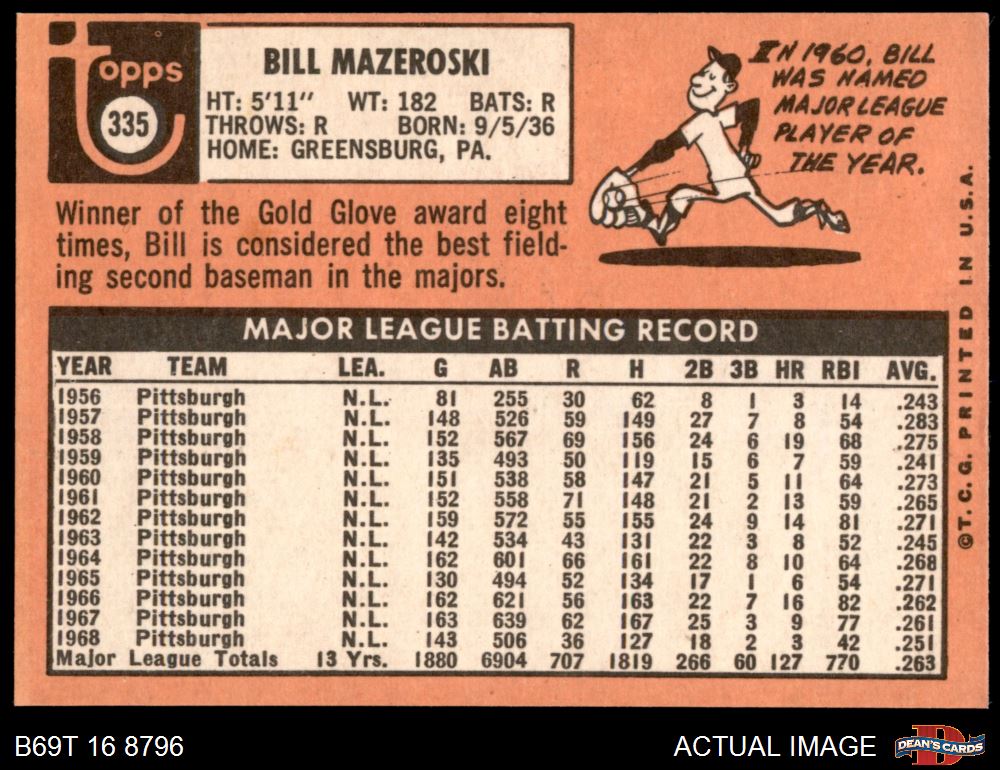 Topps
335
BILL MAZEROSKI
HT: 5'11" WT: 182 BATS: R
THROWS: R BORN: 9/5/36
HOME: GREENSBURG, PA.
IN 1960, BILL
WAS NAMED
MAJOR LEAGUE
PLAYER OF
THE YEAR.
Winner of the Gold Glove award eight
times, Bill is considered the best field-
ing second baseman in the majors.
MAJOR LEAGUE BATTING RECORD
YEAR TEAM LEA. G AB R H 2B 3B HR RBI AVG.
1956 Pittsburgh N.L. 81 255 30 62 8 1 3 14 .243
1957 Pittsburgh N.L. 148 526 59 149 27 7 8 54 .283
1958 Pittsburgh N.L. 152 567 69 156 24 6 19 68 .275
1959 Pittsburgh N.L. 135 493 50 119 15 6 7 59 .241
1960 Pittsburgh N.L. 151 538 58 147 21 5 11 64 .273
1961 Pittsburgh N.L. 152 558 71 148 21 2 13 59 .265
1962 Pittsburgh N.L. 159 572 55 155 24 9 14 81 .271
1963 Pittsburgh N.L. 142 534 43 131 22 3 8 52 .245
1964 Pittsburgh N.L. 162 601 66 161 22 8 10 64 .268
1965 Pittsburgh N.L. 130 494 52 134 17 1 6 54 .271
1966 Pittsburgh N.L. 162 621 56 163 22 7 16 82 .262
1967 Pittsburgh N.L. 163 639 62 167 25 3 9 77 .261
1968 Pittsburgh N.L. 143 506 36 127 18 2 3 42 .251
Major League Totals 13 Yrs. 1880 6904 707 1819 266 60 127 770 .263
©T. C. G. PRINTED IN U.S.A.
B69T 16 8796
ACTUAL IMAGE
D
DEAN'S CARDS